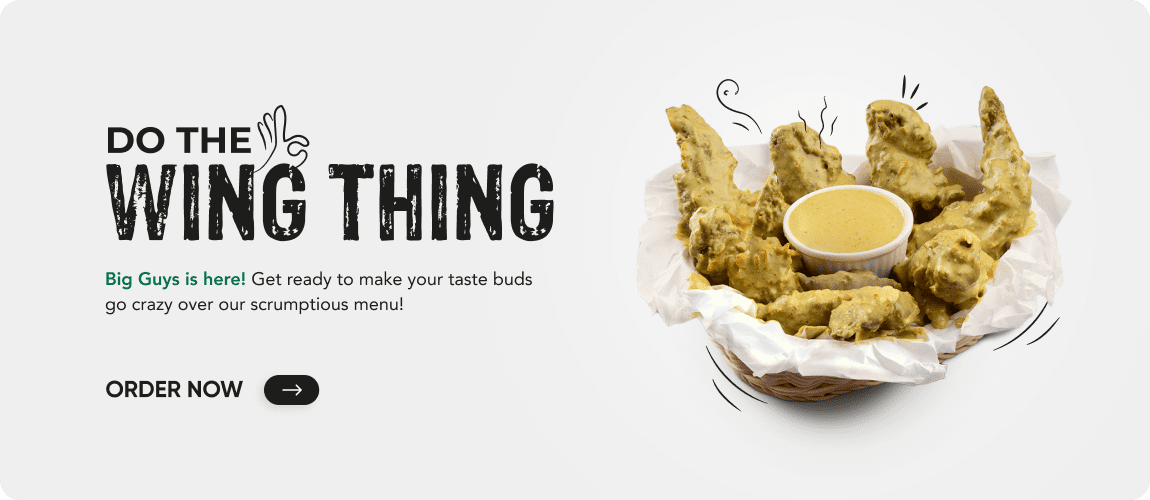 DO THE
WING THING
Big Guys is here! Get ready to make your taste buds
go crazy over our scrumptious menu!
ORDER NOW